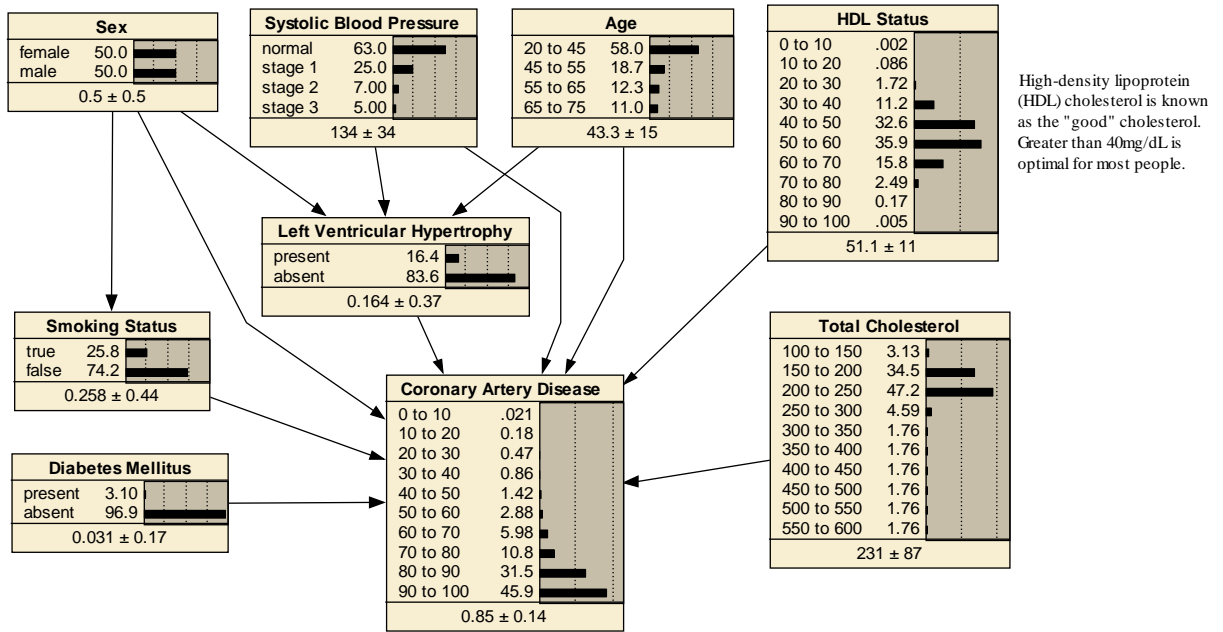 Sex
female 50.0
male 50.0
0.5 ± 0.5
Systolic Blood Pressure
normal 63.0
stage 1 25.0
stage 2 7.00
stage 3 5.00
134 ± 34
Age
20 to 45 58.0
45 to 55 18.7
55 to 65 12.3
65 to 75 11.0
43.3 ± 15
HDL Status
0 to 10 .002
10 to 20 .086
20 to 30 1.72
30 to 40 11.2
40 to 50 32.6
50 to 60 35.9
60 to 70 15.8
70 to 80 2.49
80 to 90 0.17
90 to 100 .005
51.1 ± 11
High-density lipoprotein
(HDL) cholesterol is known
as the "good" cholesterol.
Greater than 40mg/dL is
optimal for most people.
Left Ventricular Hypertrophy
present 16.4
absent 83.6
0.164 ± 0.37
Smoking Status
true 25.8
false 74.2
0.258 ± 0.44
Total Cholesterol
100 to 150 3.13
150 to 200 34.5
200 to 250 47.2
250 to 300 4.59
300 to 350 1.76
350 to 400 1.76
400 to 450 1.76
450 to 500 1.76
500 to 550 1.76
550 to 600 1.76
231 ± 87
Coronary Artery Disease
0 to 10 .021
10 to 20 0.18
20 to 30 0.47
30 to 40 0.86
40 to 50 1.42
50 to 60 2.88
60 to 70 5.98
70 to 80 10.8
80 to 90 31.5
90 to 100 45.9
0.85 ± 0.14
Diabetes Mellitus
present 3.10
absent 96.9
0.031 ± 0.17